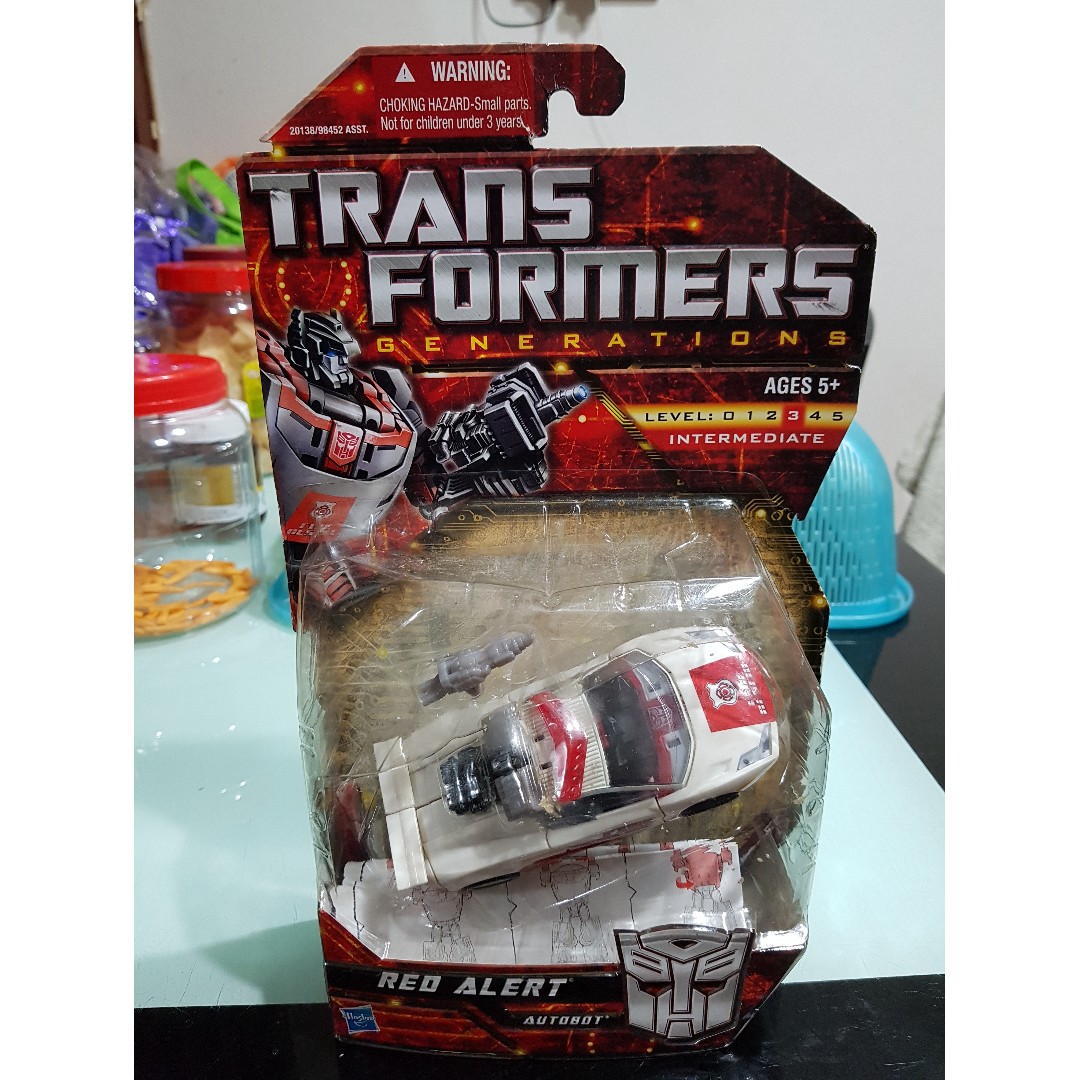 WARNING:
CHOKING HAZARD-Small parts.
Not for children under 3 years.
20138/98452 ASST.
TRANS
FORMERS
GENERATIONS
AGES 5+
LEVEL: 0 1 2 3 4 5
INTERMEDIATE
RED ALERT
AUTOBOT
Hasbro